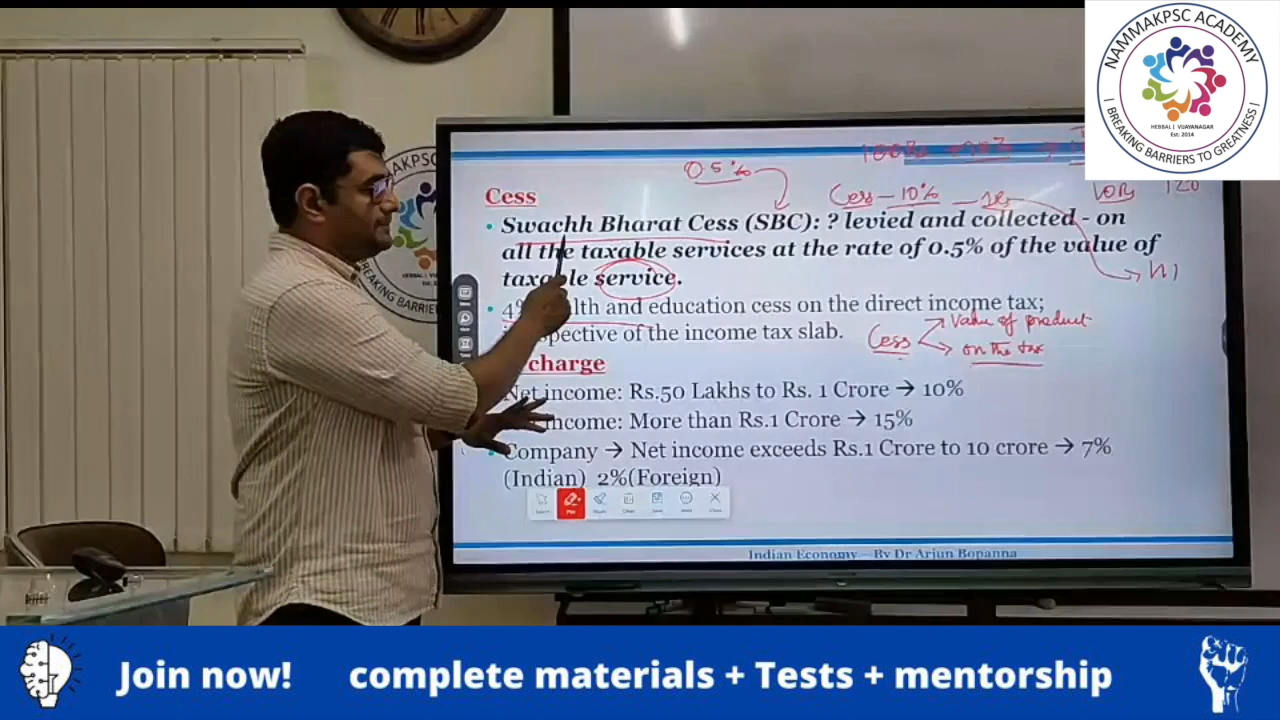 NAMMAKPSC ACADEMY
HEBBAL | VIJAYANAGAR
Est: 2014
| BREAKING BARRIERS TO GREATNESS |
0.5%
Cess - 10%
Cess
• Swachh Bharat Cess (SBC): ? levied and collected - on
all the taxable services at the rate of 0.5% of the value of
taxable service.
• 4% and education cess on the direct income tax;
of the income tax slab.
Cess
Value of product
on the tax
Net income: Rs.50 Lakhs to Rs. 1 Crore → 10%
More than Rs.1 Crore → 15%
• Company → Net income exceeds Rs.1 Crore to 10 crore → 7%
(Indian) 2%(Foreign)
Indian Economy – By Dr Arjun Bopanna
Join now! complete materials + Tests + mentorship